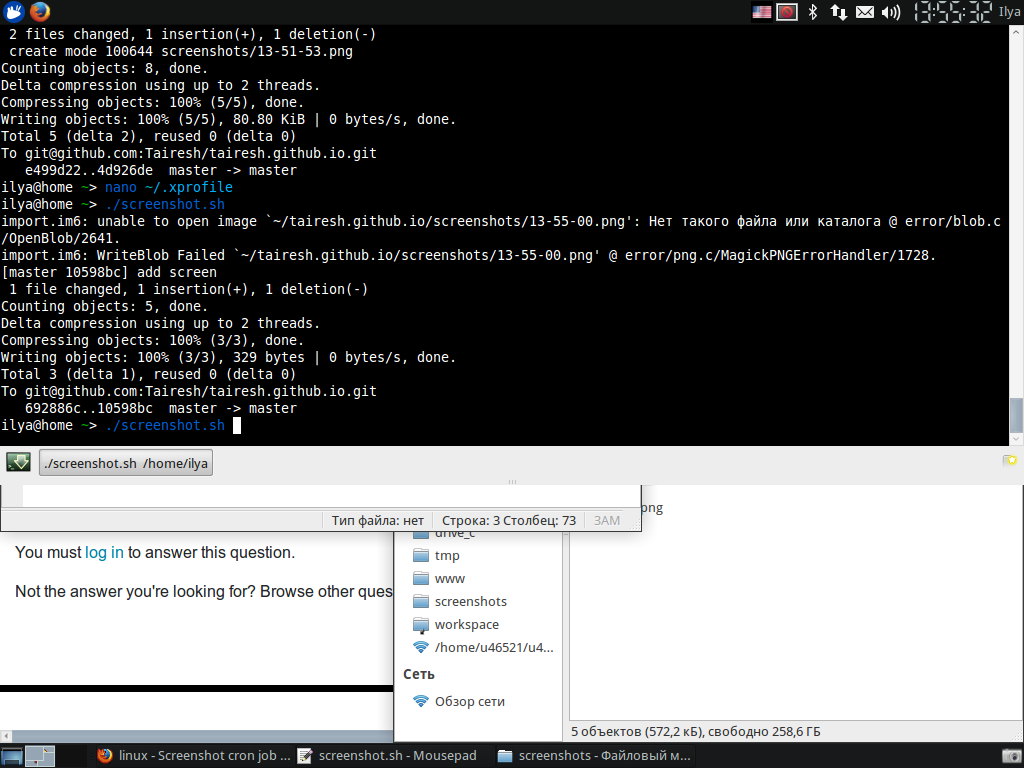 13:55:32 Ilya
 2 files changed, 1 insertion(+), 1 deletion(-)
 create mode 100644 screenshots/13-51-53.png
Counting objects: 8, done.
Delta compression using up to 2 threads.
Compressing objects: 100% (5/5), done.
Writing objects: 100% (5/5), 80.80 KiB | 0 bytes/s, done.
Total 5 (delta 2), reused 0 (delta 0)
To git@github.com:Tairesh/tairesh.github.io.git
   e499d22..4d926de  master -> master
ilya@home ~> nano ~/.xprofile
ilya@home ~> ./screenshot.sh
import.im6: unable to open image `~/tairesh.github.io/screenshots/13-55-00.png': Нет такого файла или каталога @ error/blob.c
/OpenBlob/2641.
import.im6: WriteBlob Failed `~/tairesh.github.io/screenshots/13-55-00.png' @ error/png.c/MagickPNGErrorHandler/1728.
[master 10598bc] add screen
 1 file changed, 1 insertion(+), 1 deletion(-)
Counting objects: 5, done.
Delta compression using up to 2 threads.
Compressing objects: 100% (3/3), done.
Writing objects: 100% (3/3), 329 bytes | 0 bytes/s, done.
Total 3 (delta 1), reused 0 (delta 0)
To git@github.com:Tairesh/tairesh.github.io.git
   692886c..10598bc  master -> master
ilya@home ~> ./screenshot.sh
./screenshot.sh /home/ilya
png
Тип файла: нет Строка: 3 Столбец: 73 ЗАМ
You must log in to answer this question.
Not the answer you're looking for? Browse other ques
drive_c
tmp
www
screenshots
workspace
/home/u46521/u4...
Сеть
Обзор сети
5 объектов (572,2 кБ), свободно 258,6 ГБ
linux - Screenshot cron job ... screenshot.sh - Mousepad screenshots - Файловый м...